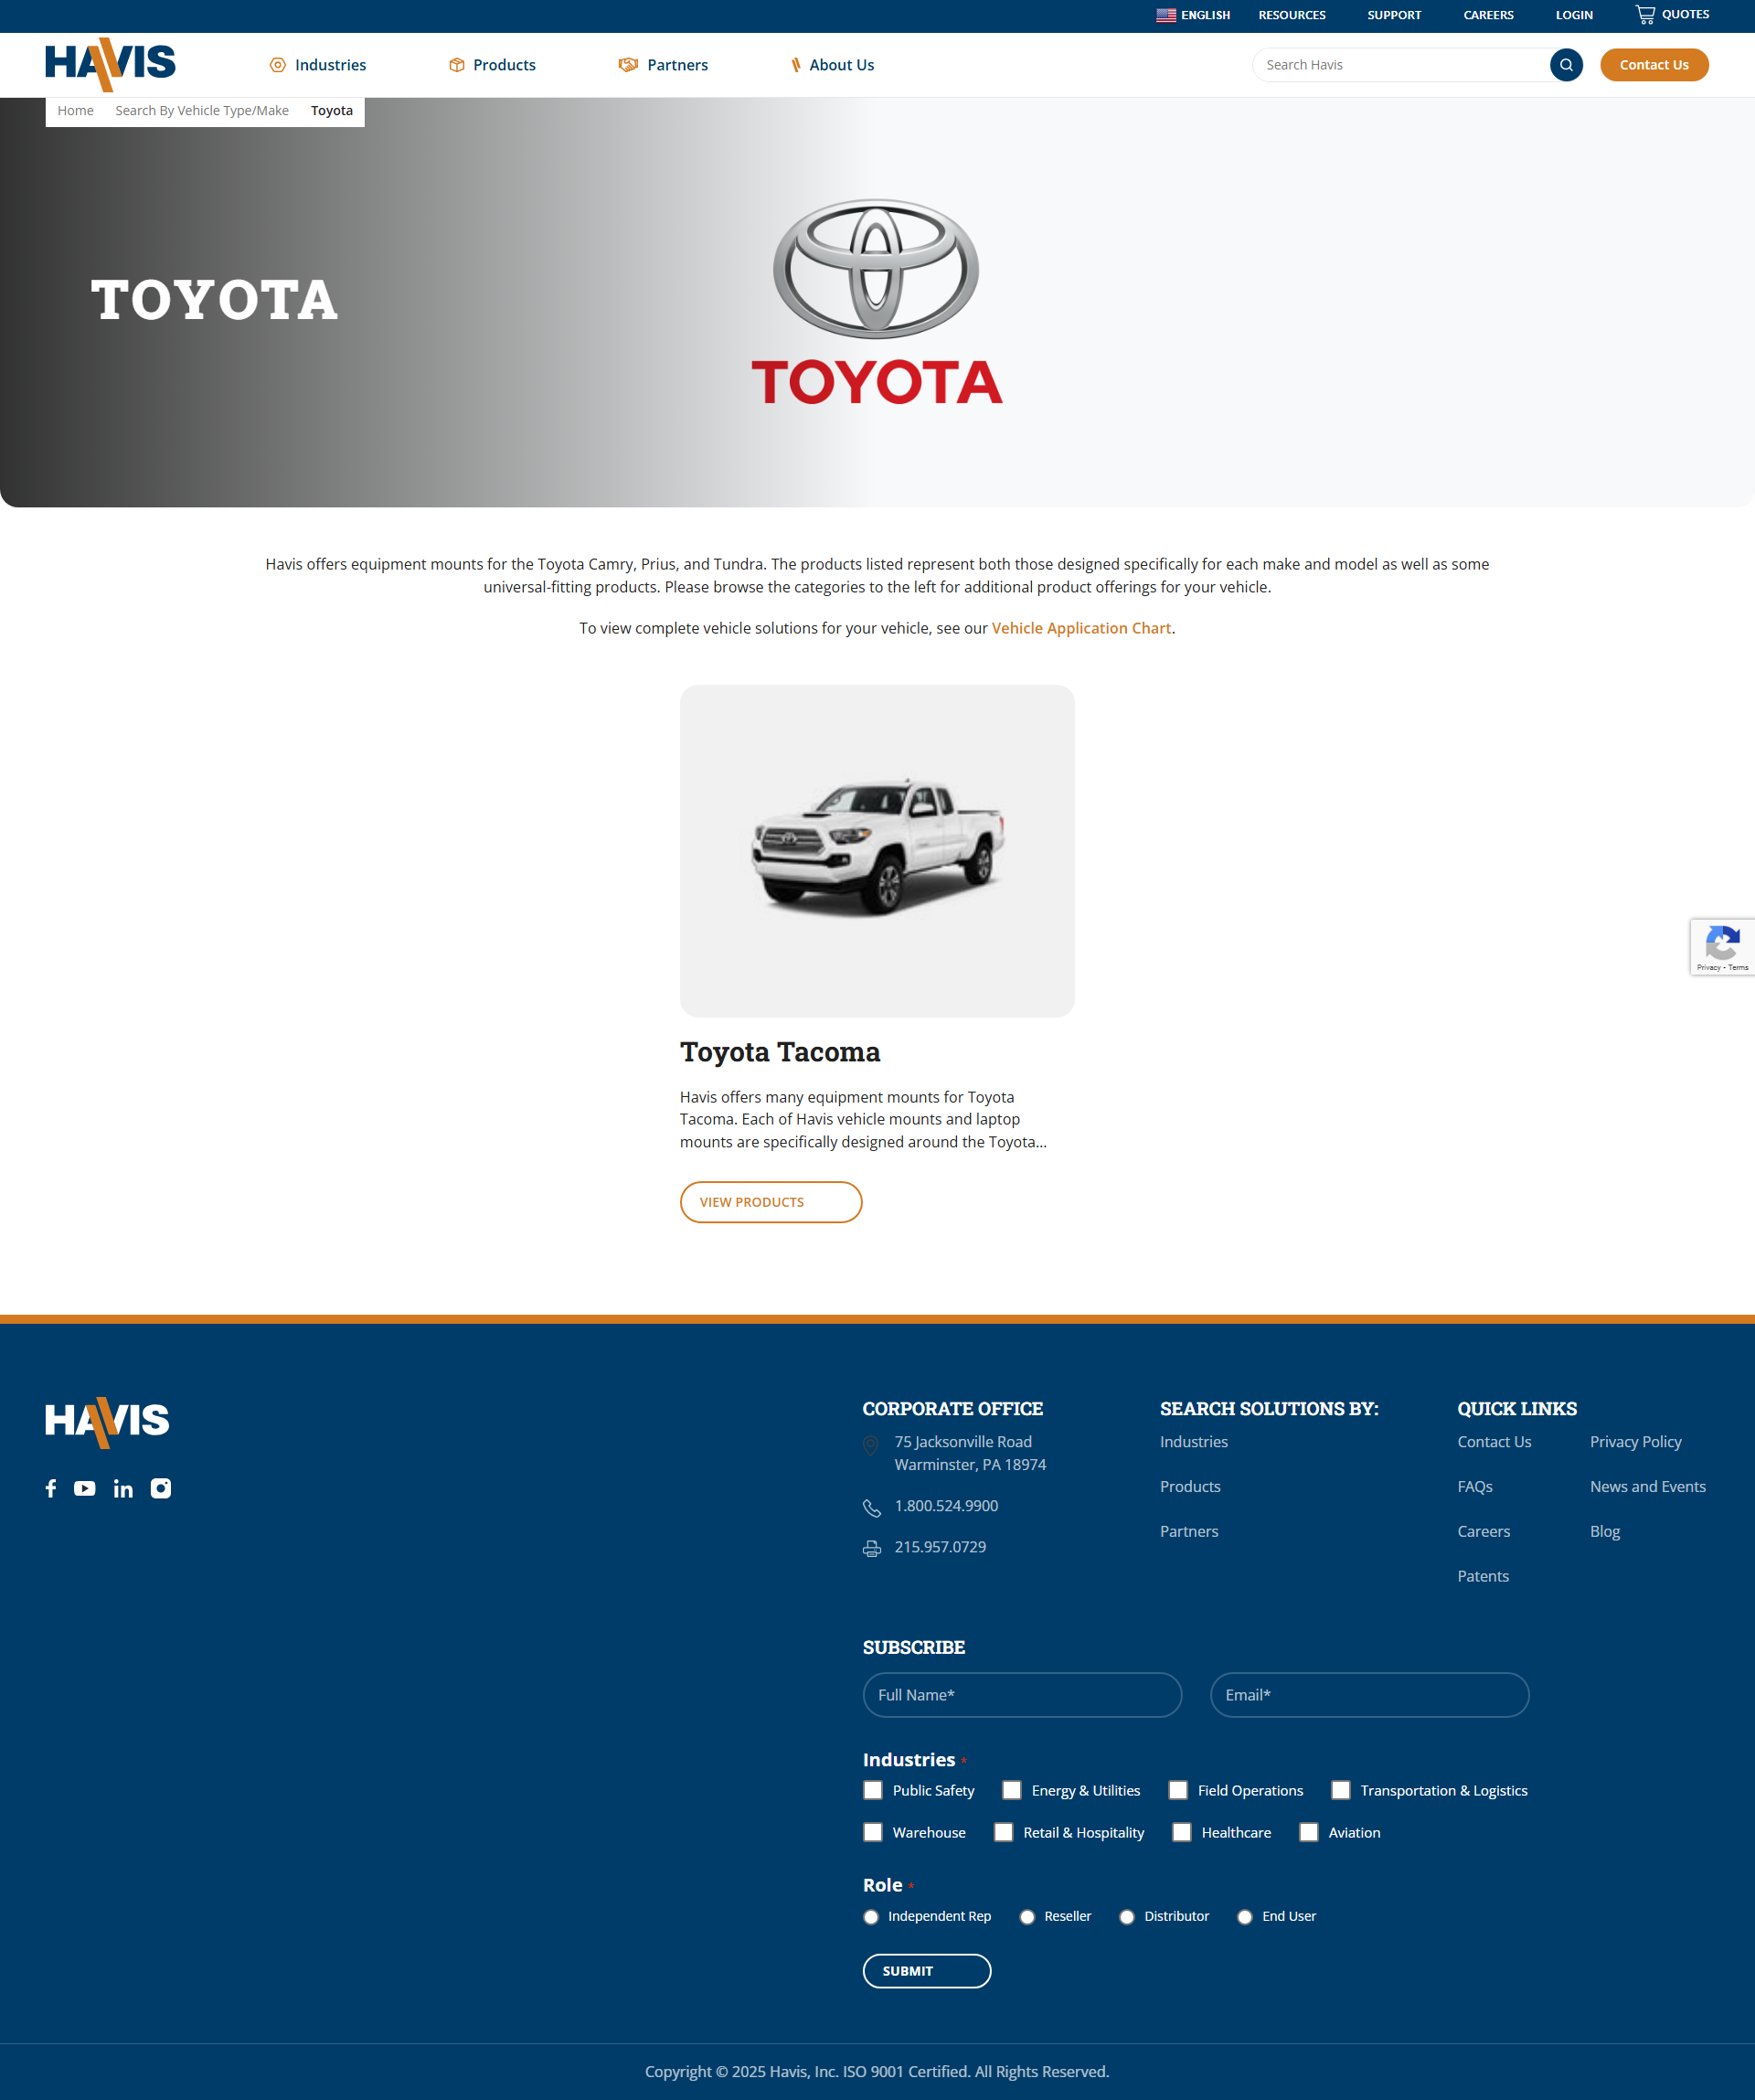 ENGLISH RESOURCES SUPPORT CAREERS LOGIN QUOTES
HAVIS Industries Products Partners About Us Search Havis Contact Us
Home Search By Vehicle Type/Make Toyota
TOYOTA
TOYOTA
Havis offers equipment mounts for the Toyota Camry, Prius, and Tundra. The products listed represent both those designed specifically for each make and model as well as some
universal-fitting products. Please browse the categories to the left for additional product offerings for your vehicle.
To view complete vehicle solutions for your vehicle, see our Vehicle Application Chart.
Privacy - Terms
Toyota Tacoma
Havis offers many equipment mounts for Toyota
Tacoma. Each of Havis vehicle mounts and laptop
mounts are specifically designed around the Toyota...
VIEW PRODUCTS
HAVIS
CORPORATE OFFICE
75 Jacksonville Road
Warminster, PA 18974
1.800.524.9900
215.957.0729
SEARCH SOLUTIONS BY:
Industries
Products
Partners
QUICK LINKS
Contact Us Privacy Policy
FAQs News and Events
Careers Blog
Patents
SUBSCRIBE
Full Name* Email*
Industries *
Public Safety Energy & Utilities Field Operations Transportation & Logistics
Warehouse Retail & Hospitality Healthcare Aviation
Role *
Independent Rep Reseller Distributor End User
SUBMIT
Copyright © 2025 Havis, Inc. ISO 9001 Certified. All Rights Reserved.